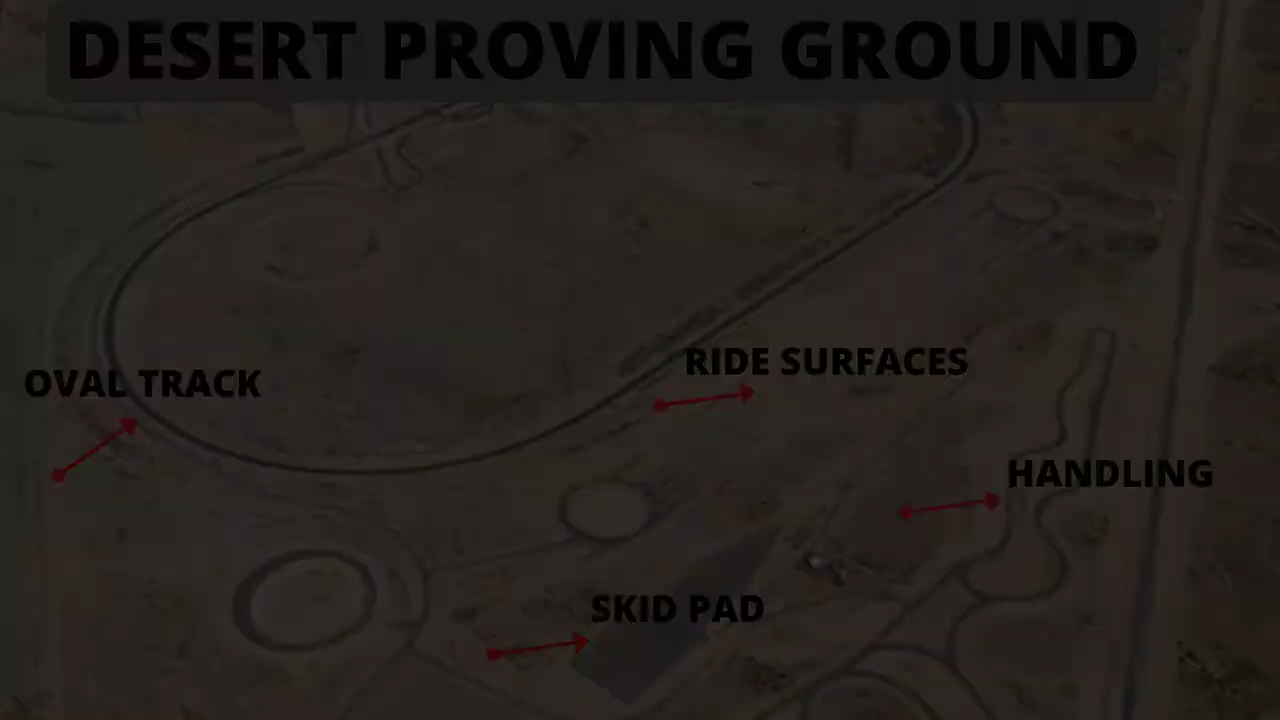 DESERT PROVING GROUND
RIDE SURFACES
OVAL TRACK
HANDLING
SKID PAD